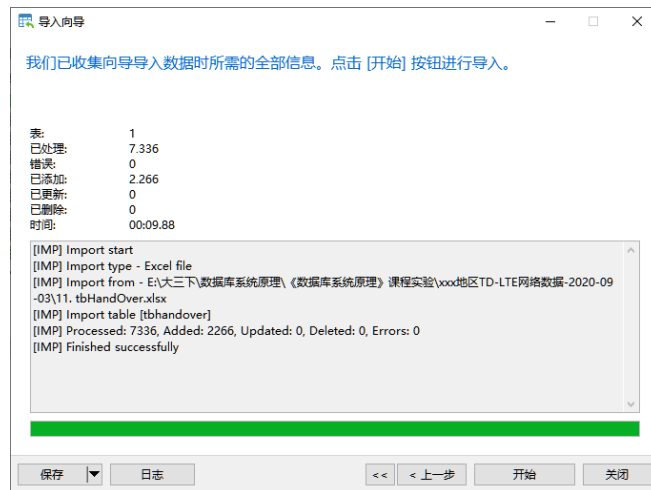 导入向导
我们已收集向导导入数据时所需的全部信息。点击 [开始] 按钮进行导入。
表: 1
已处理: 7.336
错误: 0
已添加: 2.266
已更新: 0
已删除: 0
时间: 00:09.88
[IMP] Import start
[IMP] Import type - Excel file
[IMP] Import from - E:\大三下\数据库系统原理\《数据库系统原理》课程实验\xxx地区TD-LTE网络数据-2020-09
-03\11. tbHandOver.xlsx
[IMP] Import table [tbhandover]
[IMP] Processed: 7336, Added: 2266, Updated: 0, Deleted: 0, Errors: 0
[IMP] Finished successfully
保存 日志 << < 上一步 开始 关闭